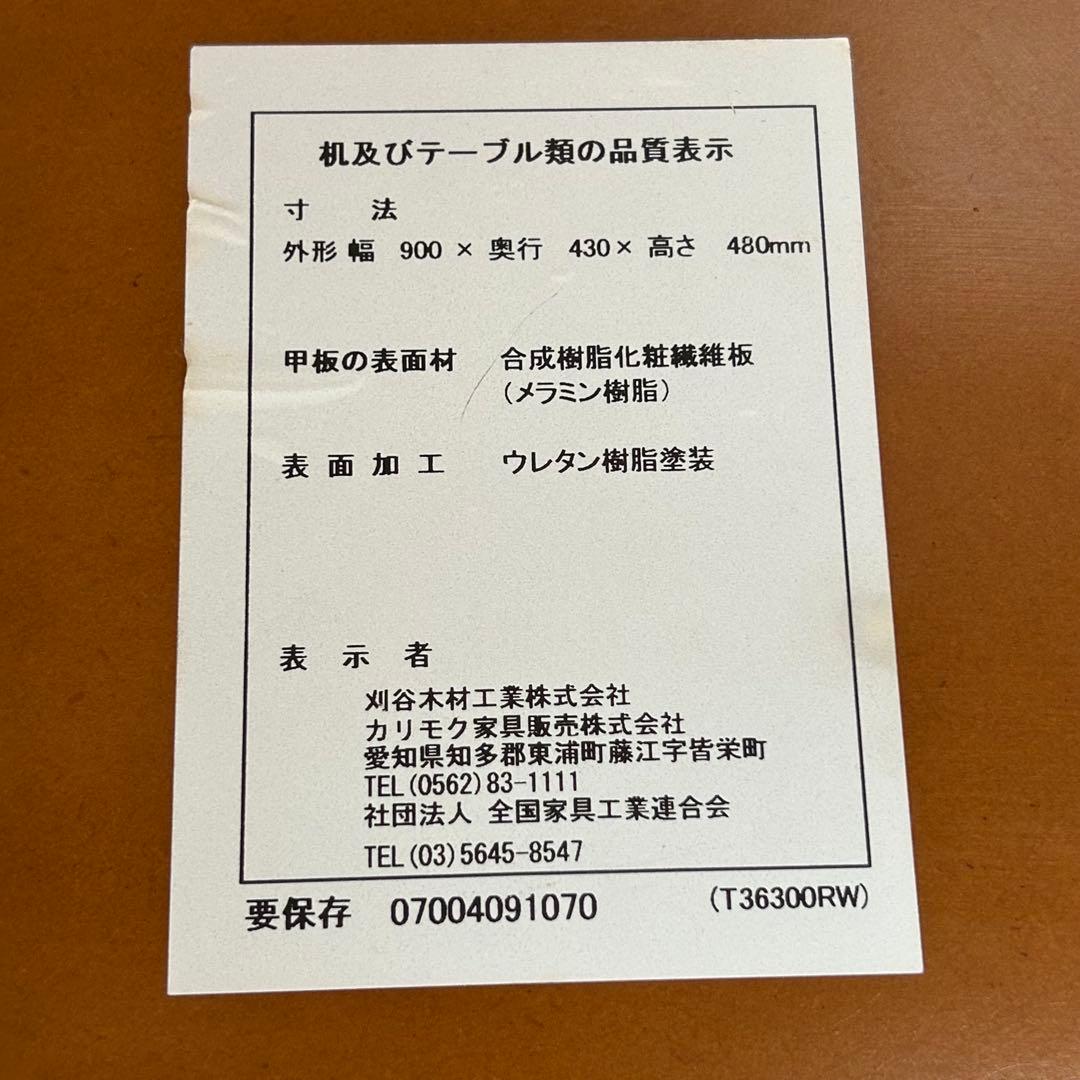 机及びテーブル類の品質表示
寸 法
外形 幅 900 × 奥行 430 × 高さ 480mm
甲板の表面材 合成樹脂化粧繊維板
(メラミン樹脂)
表面加工 ウレタン樹脂塗装
表示者
刈谷木材工業株式会社
カリモク家具販売株式会社
愛知県知多郡東浦町藤江字皆栄町
TEL(0562)83-1111
社団法人 全国家具工業連合会
TEL(03)5645-8547
要保存 07004091070 (T36300RW)